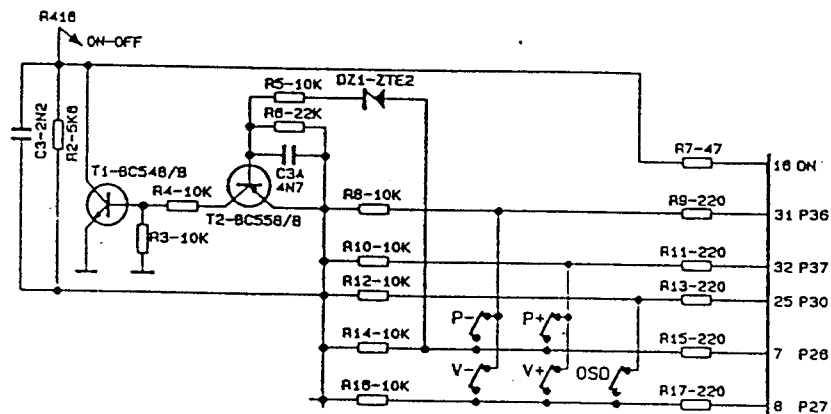 R416
ON-OFF
R5-10K
DZ1-ZTE2
R6-22K
C3-2N2
R2-5K6
C3A
4N7
R7-47
16 ON
T1-BC548/B
R4-10K
T2-BC558/B
R8-10K
R9-220
31 P36
R3-10K
R10-10K
R11-220
32 P37
R12-10K
R13-220
25 P30
P-
P+
R14-10K
R15-220
7 P26
V-
V+
OSD
R16-10K
R17-220
8 P27